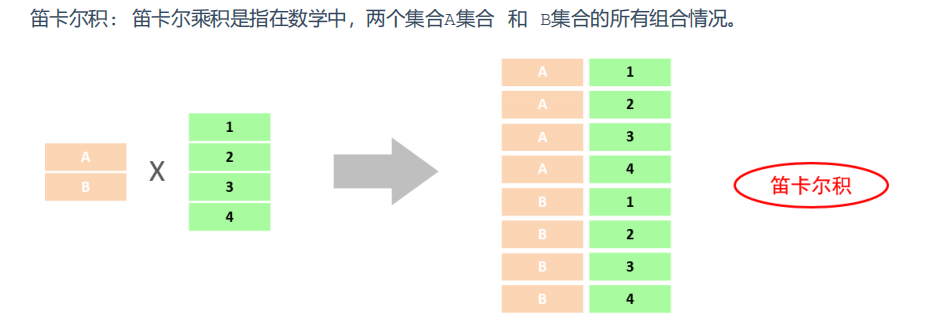 笛卡尔积: 笛卡尔乘积是指在数学中，两个集合A集合 和 B集合的所有组合情况。
A
B
X
1
2
3
4
A 1
A 2
A 3
A 4
B 1
B 2
B 3
B 4
笛卡尔积